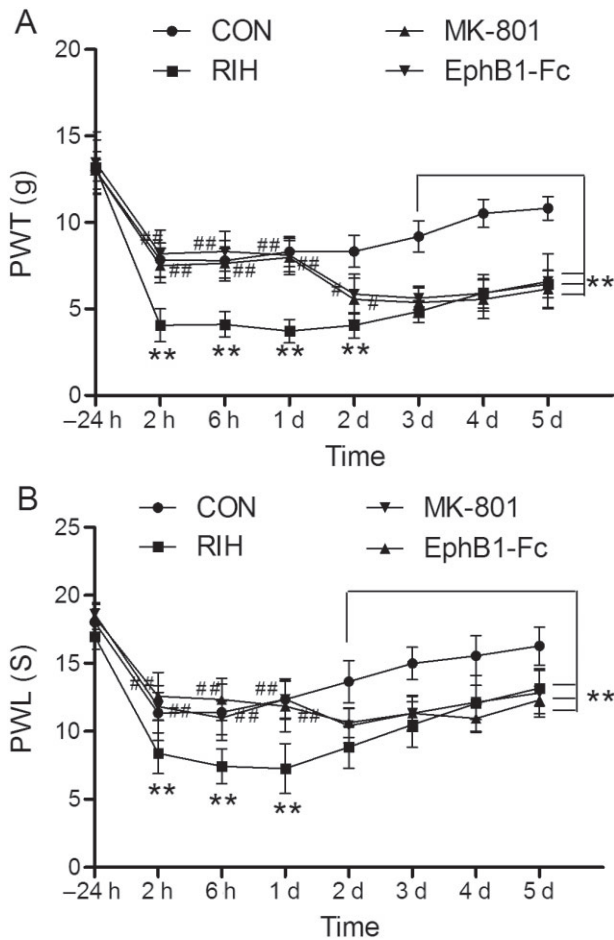 A
CON
MK-801
RIH
EphB1-Fc
20
15
10
5
0
PWT (g)
##
##
##
##
##
##
#
#
**
**
**
**
**
–24 h 2 h 6 h 1 d 2 d 3 d 4 d 5 d
Time
B
CON
MK-801
RIH
EphB1-Fc
25
20
15
10
5
0
PWL (S)
##
##
##
##
##
##
**
**
**
**
–24 h 2 h 6 h 1 d 2 d 3 d 4 d 5 d
Time